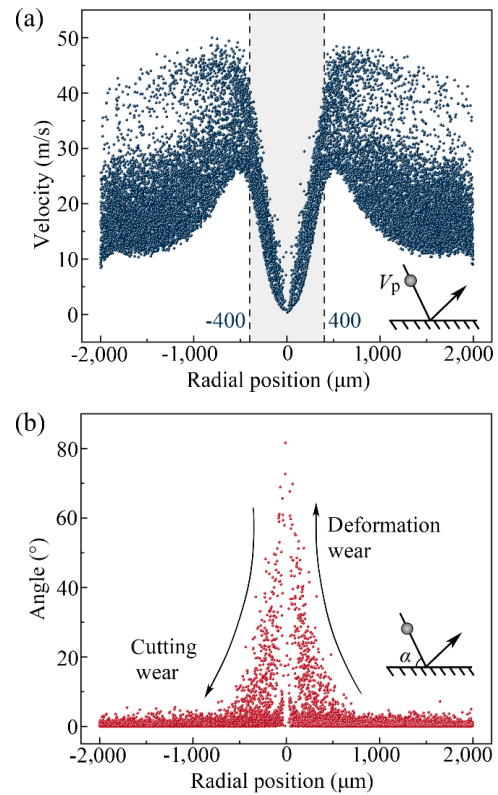 (a)
50
40
30
20
10
0
Velocity (m/s)
-400
400
Vp
-2,000
-1,000
0
1,000
2,000
Radial position (μm)
(b)
80
60
40
20
0
Angle (°)
Deformation
wear
Cutting
wear
α
-2,000
-1,000
0
1,000
2,000
Radial position (μm)